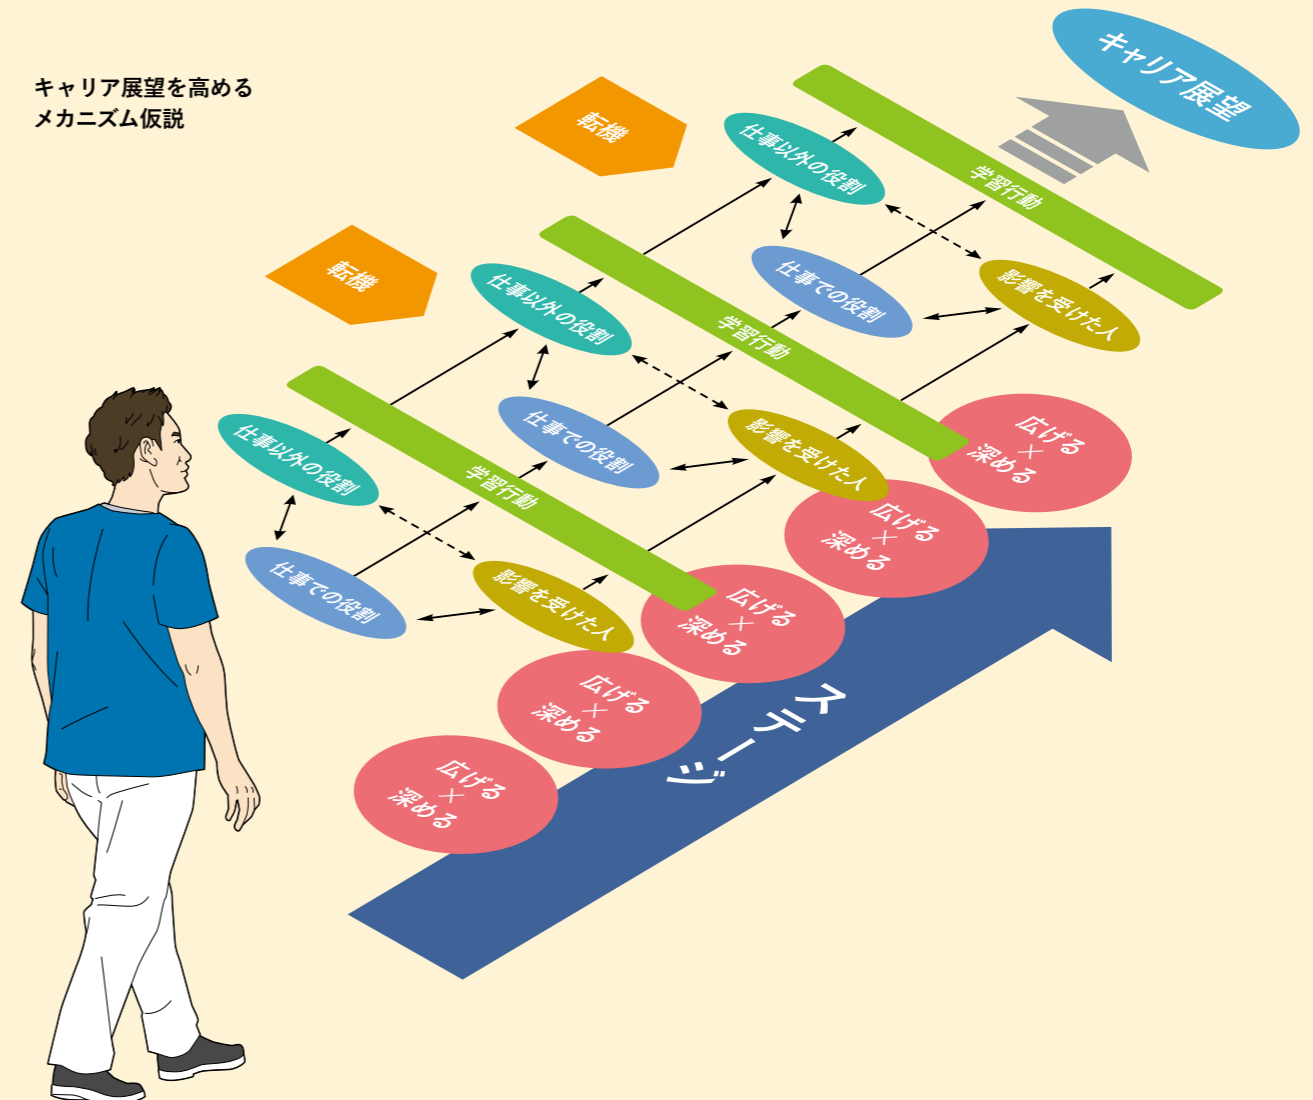 キャリア展望を高める
メカニズム仮説
キャリア展望
転機
仕事以外の役割
学習行動
仕事での役割
影響を受けた人
転機
仕事以外の役割
学習行動
仕事での役割
影響を受けた人
仕事以外の役割
学習行動
仕事での役割
影響を受けた人
広げる
×
深める
広げる
×
深める
広げる
×
深める
広げる
×
深める
広げる
×
深める
ステージ